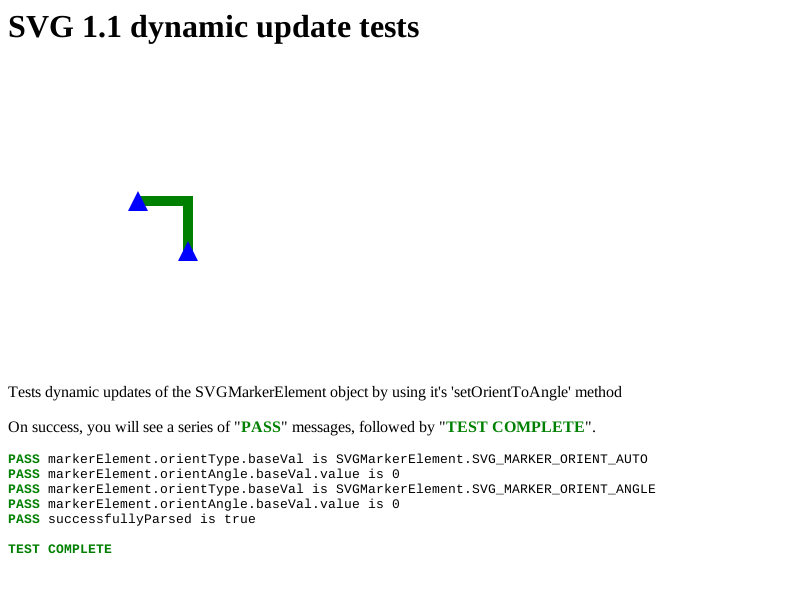 SVG 1.1 dynamic update tests
Tests dynamic updates of the SVGMarkerElement object by using it's 'setOrientToAngle' method
On success, you will see a series of "PASS" messages, followed by "TEST COMPLETE".
PASS markerElement.orientType.baseVal is SVGMarkerElement.SVG_MARKER_ORIENT_AUTO
PASS markerElement.orientAngle.baseVal.value is 0
PASS markerElement.orientType.baseVal is SVGMarkerElement.SVG_MARKER_ORIENT_ANGLE
PASS markerElement.orientAngle.baseVal.value is 0
PASS successfullyParsed is true
TEST COMPLETE